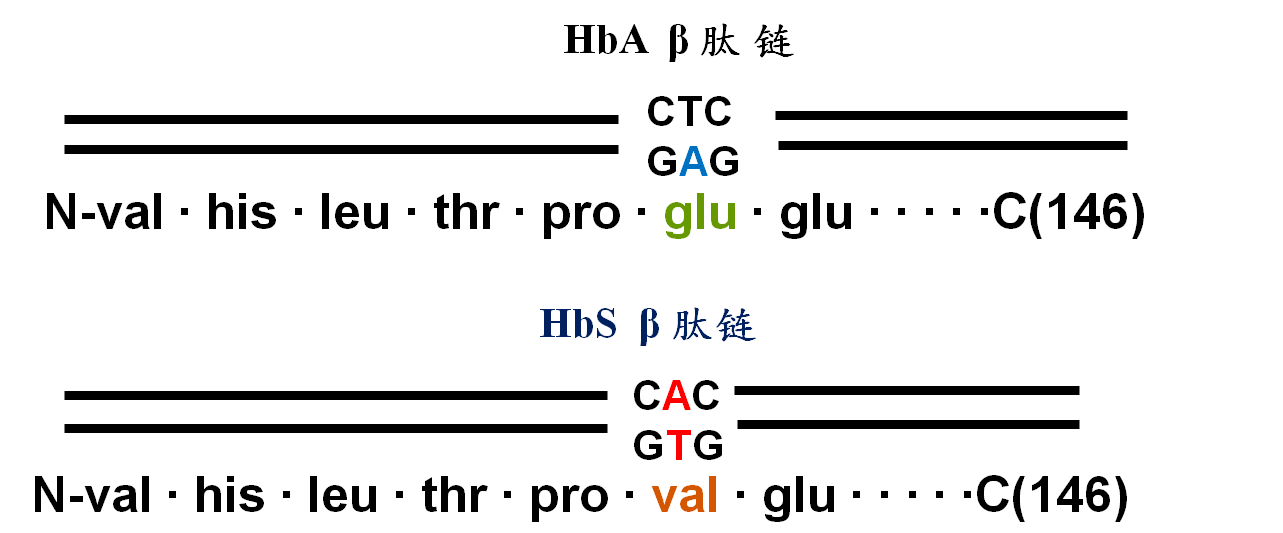 HbA β肽链
CTC
GAG
N-val · his · leu · thr · pro · glu · glu · · · · ·C(146)
HbS β肽链
CAC
GTG
N-val · his · leu · thr · pro · val · glu · · · · ·C(146)